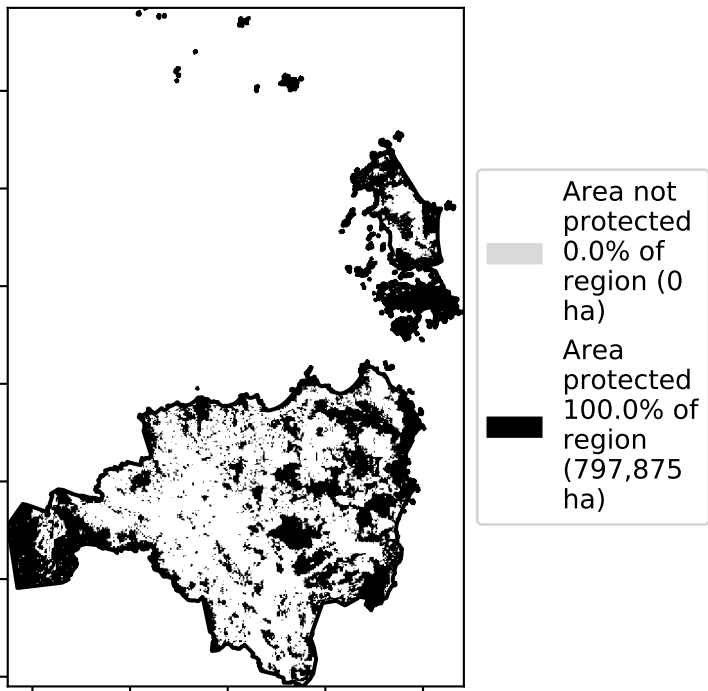 Area not
protected
0.0% of
region (0
ha)
Area
protected
100.0% of
region
(797,875
ha)